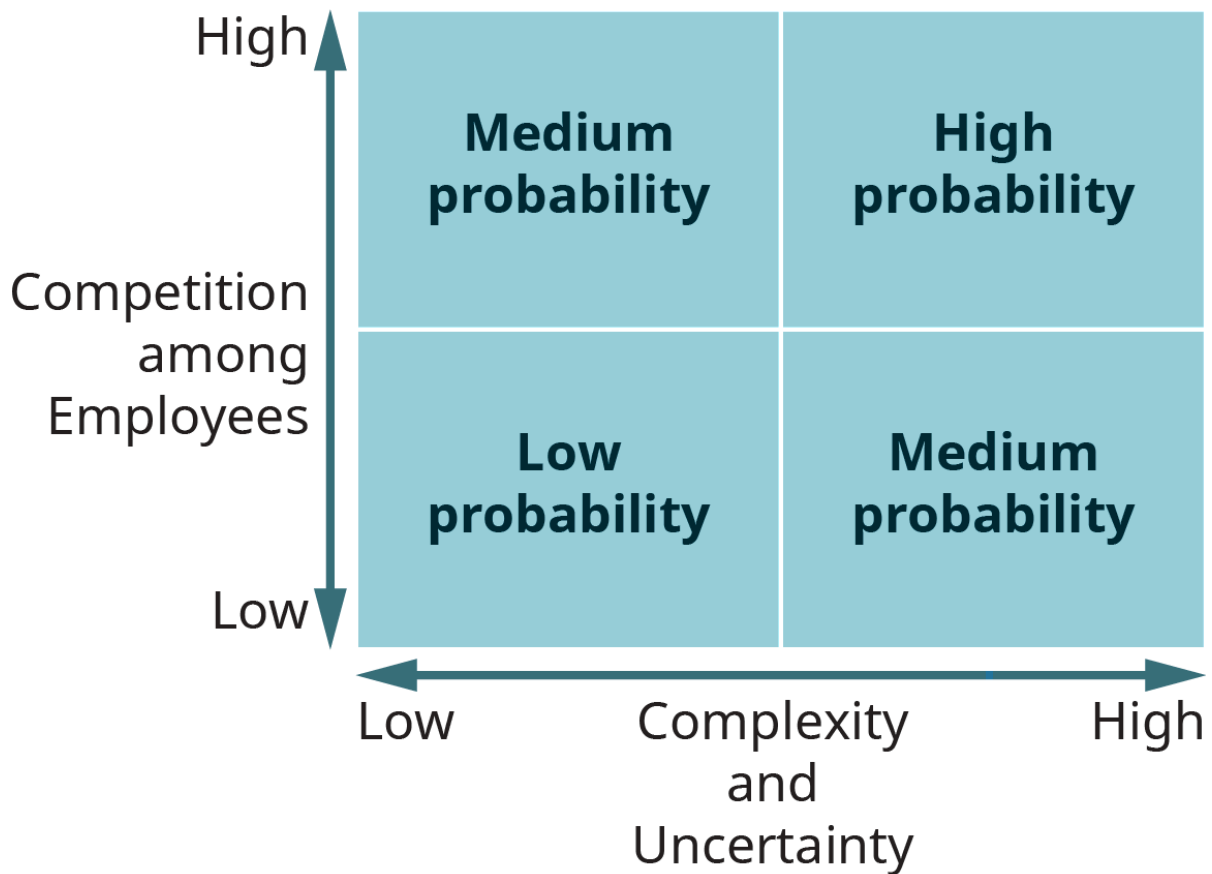 High
Medium
probability
High
probability
Competition
among
Employees
Low
probability
Medium
probability
Low
Low
Complexity
and
Uncertainty
High